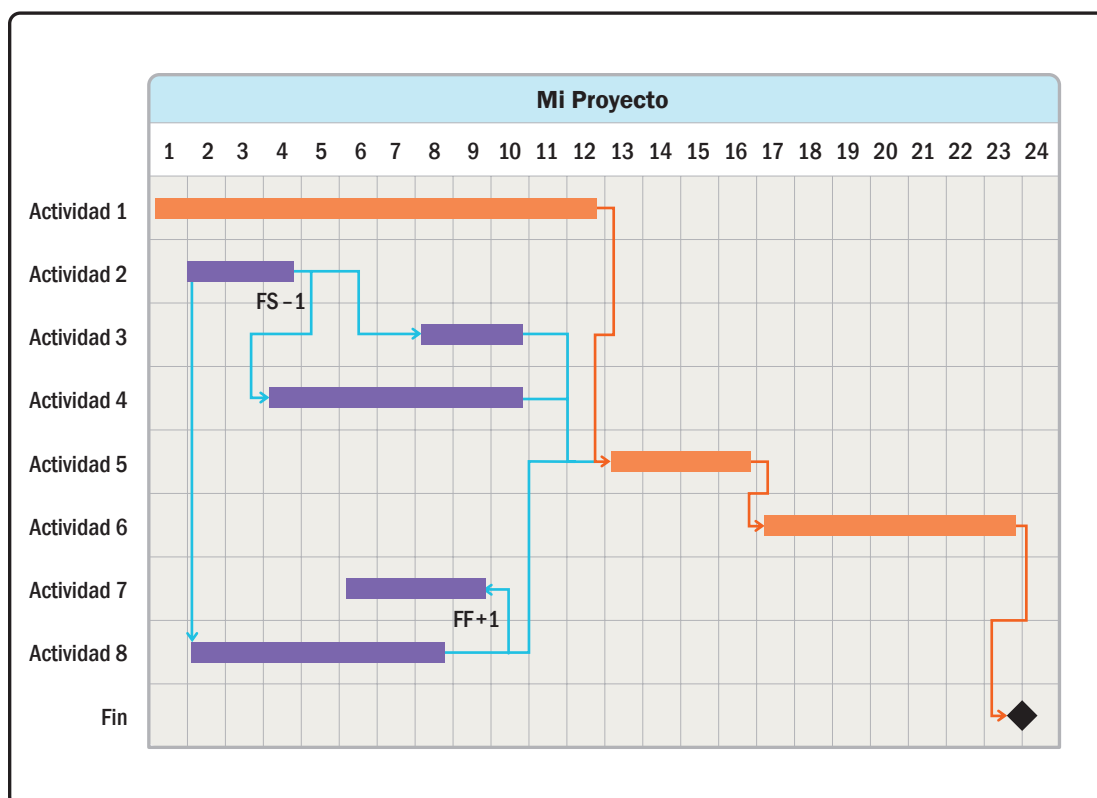 Mi Proyecto
1 2 3 4 5 6 7 8 9 10 11 12 13 14 15 16 17 18 19 20 21 22 23 24
Actividad 1
Actividad 2
FS – 1
Actividad 3
Actividad 4
Actividad 5
Actividad 6
Actividad 7
FF + 1
Actividad 8
Fin